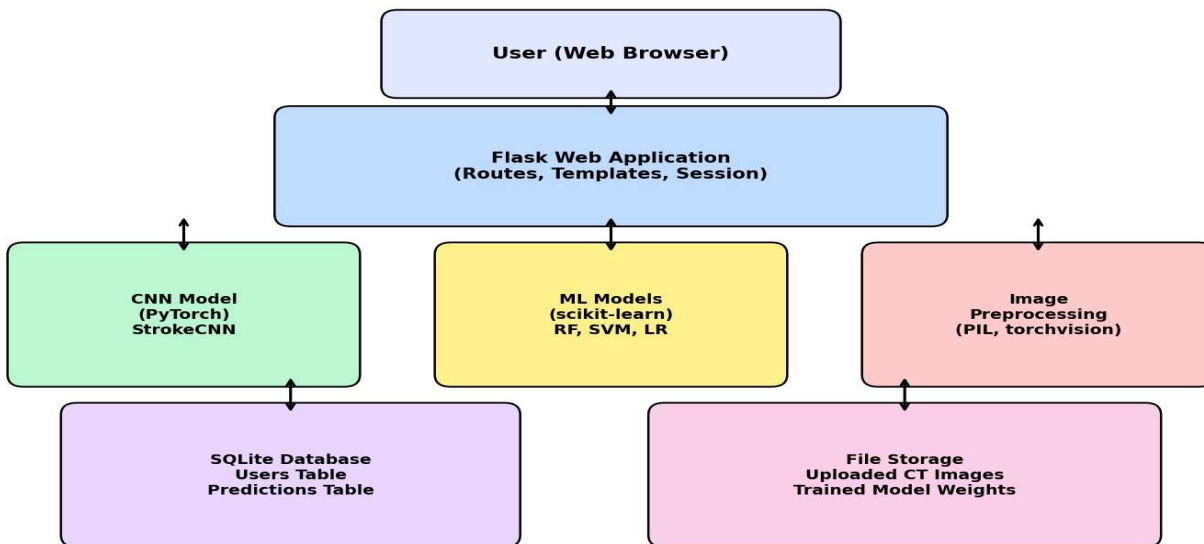 User (Web Browser)
Flask Web Application
(Routes, Templates, Session)
CNN Model
(PyTorch)
StrokeCNN
ML Models
(scikit-learn)
RF, SVM, LR
Image
Preprocessing
(PIL, torchvision)
SQLite Database
Users Table
Predictions Table
File Storage
Uploaded CT Images
Trained Model Weights